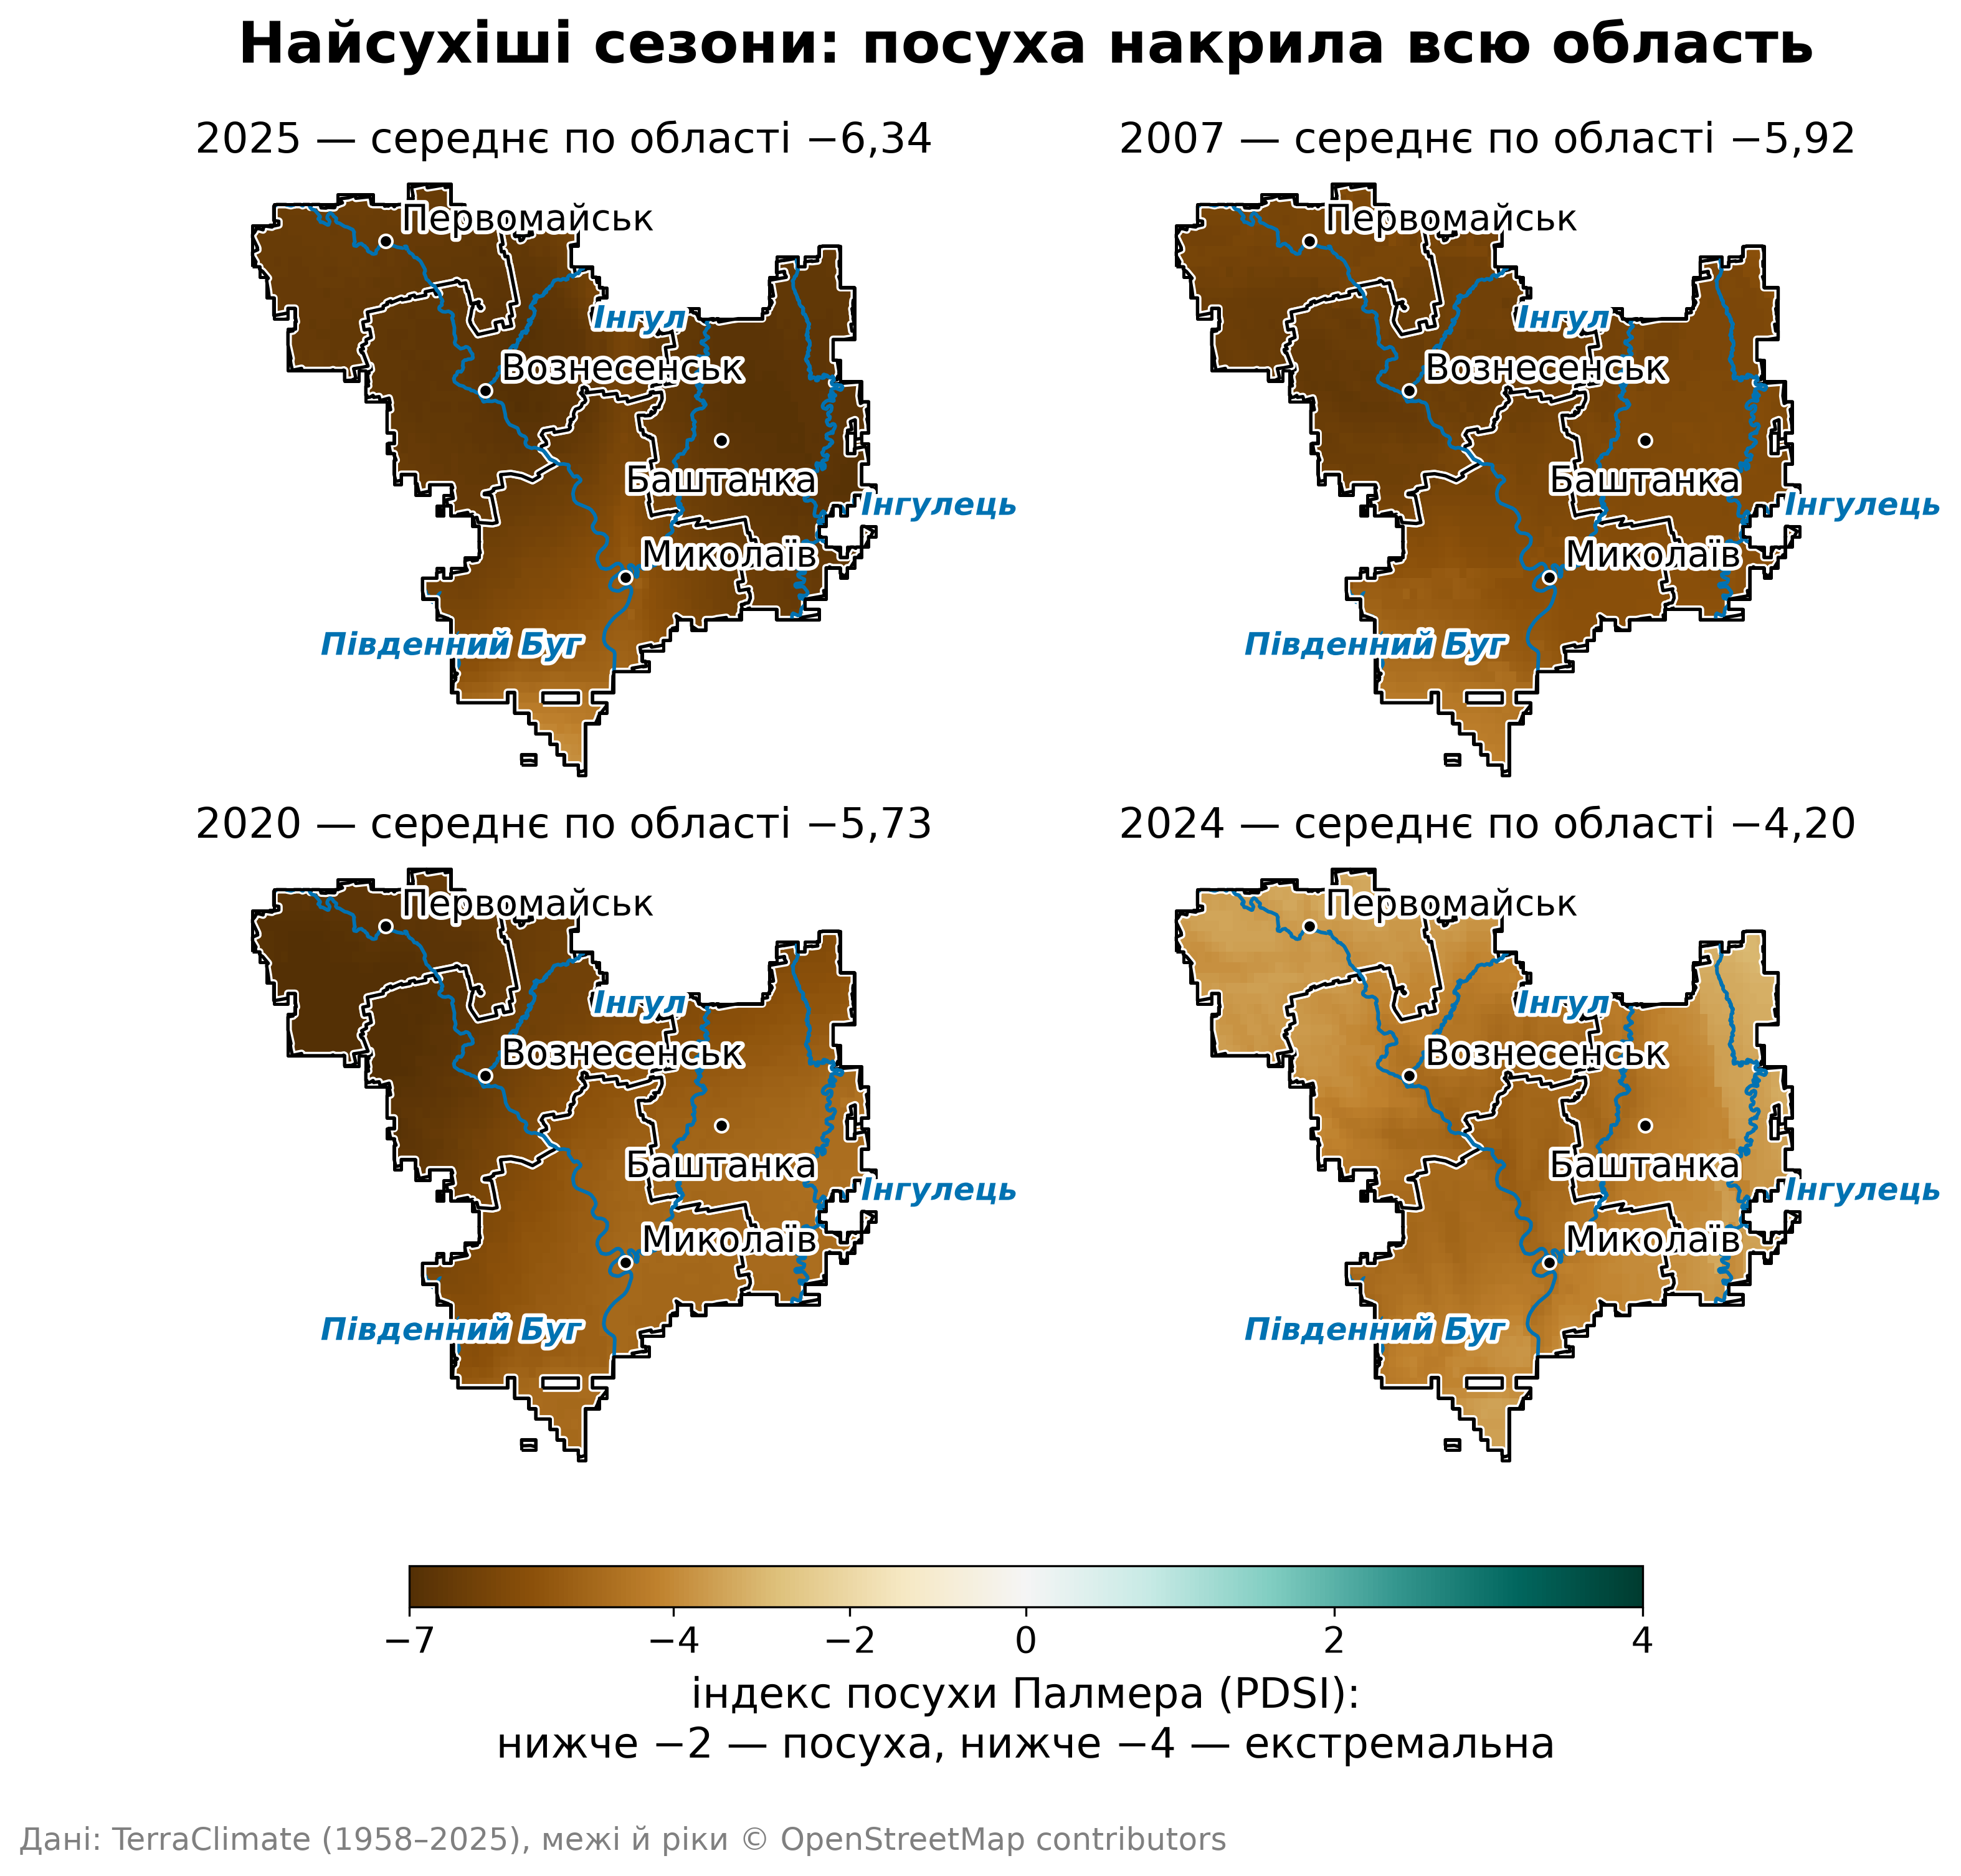 Найсухіші сезони: посуха накрила всю область
2025 — середнє по області −6,34
2007 — середнє по області −5,92
Первомайськ
Інгул
Вознесенськ
Баштанка
Інгулець
Миколаїв
Південний Буг
Первомайськ
Інгул
Вознесенськ
Баштанка
Інгулець
Миколаїв
Південний Буг
2020 — середнє по області −5,73
2024 — середнє по області −4,20
Первомайськ
Інгул
Вознесенськ
Баштанка
Інгулець
Миколаїв
Південний Буг
Первомайськ
Інгул
Вознесенськ
Баштанка
Інгулець
Миколаїв
Південний Буг
−7 −4 −2 0 2 4
індекс посухи Палмера (PDSI):
нижче −2 — посуха, нижче −4 — екстремальна
Дані: TerraClimate (1958–2025), межі й ріки © OpenStreetMap contributors